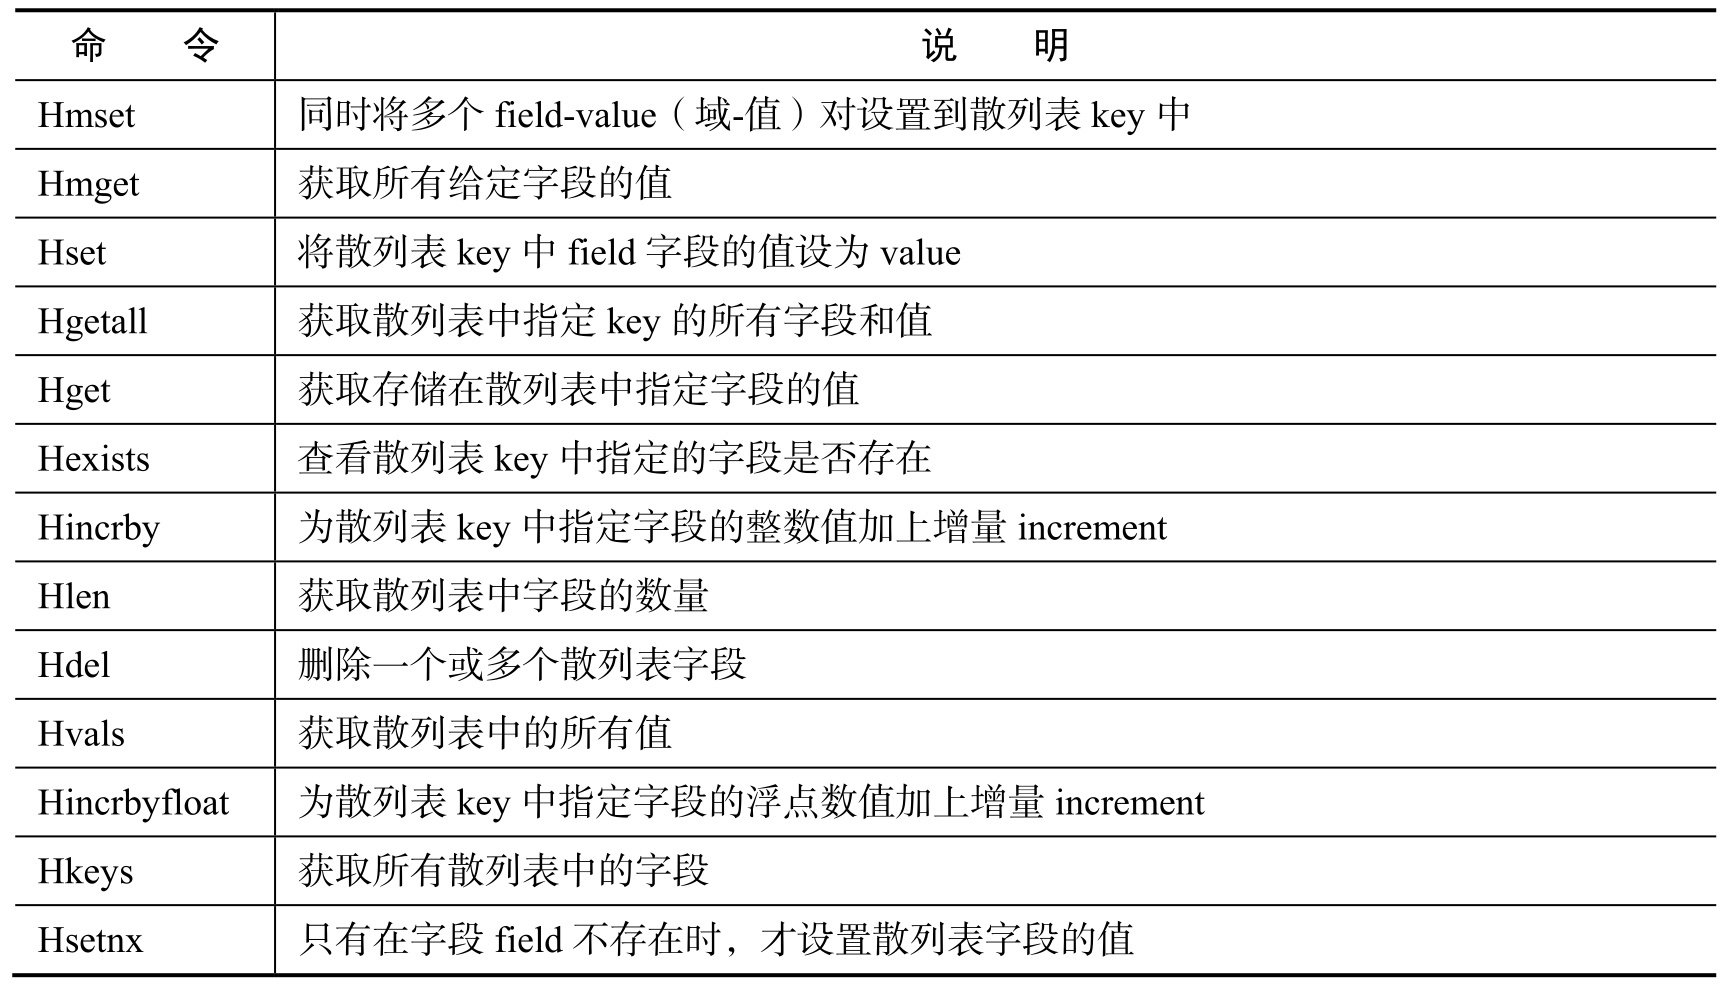 命 令 说 明
Hmset 同时将多个 field-value（域-值）对设置到散列表 key 中
Hmget 获取所有给定字段的值
Hset 将散列表 key 中 field 字段的值设为 value
Hgetall 获取散列表中指定 key 的所有字段和值
Hget 获取存储在散列表中指定字段的值
Hexists 查看散列表 key 中指定的字段是否存在
Hincrby 为散列表 key 中指定字段的整数值加上增量 increment
Hlen 获取散列表中字段的数量
Hdel 删除一个或多个散列表字段
Hvals 获取散列表中的所有值
Hincrbyfloat 为散列表 key 中指定字段的浮点数值加上增量 increment
Hkeys 获取所有散列表中的字段
Hsetnx 只有在字段 field 不存在时，才设置散列表字段的值